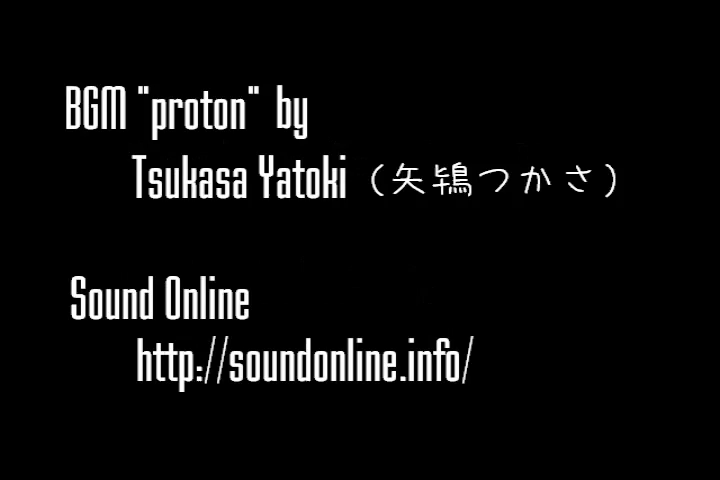 BGM "proton" by
Tsukasa Yatoki (矢鴇つかさ)
Sound Online
http://soundonline.info/